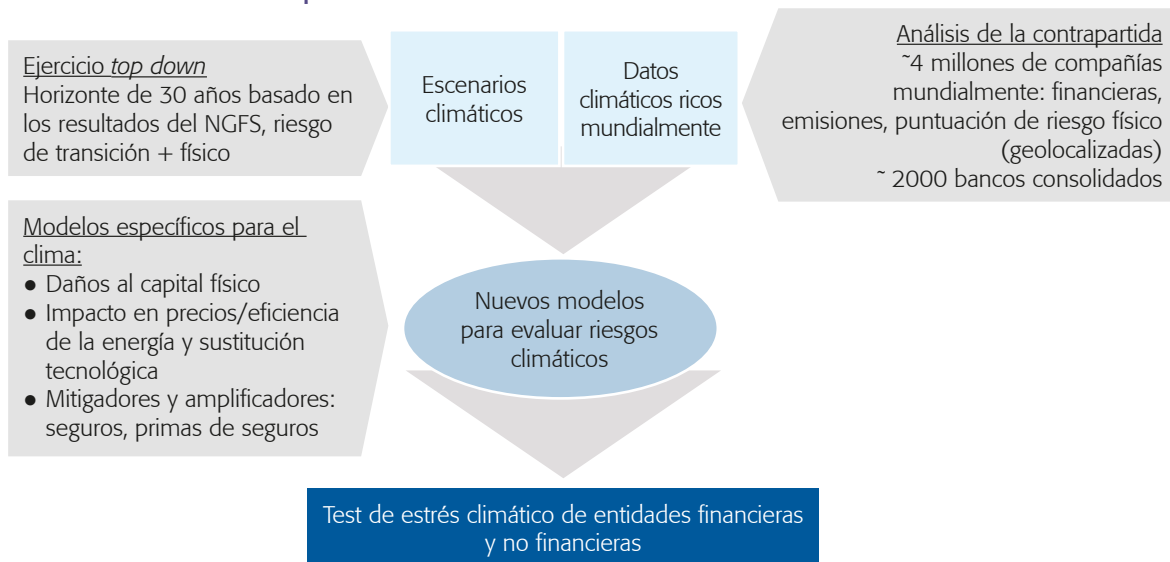 Ejercicio top down
Horizonte de 30 años basado en
los resultados del NGFS, riesgo
de transición + físico
Escenarios
climáticos
Datos
climáticos ricos
mundialmente
Análisis de la contrapartida
~4 millones de compañías
mundialmente: financieras,
emisiones, puntuación de riesgo físico
(geolocalizadas)
~ 2000 bancos consolidados
Modelos específicos para el
clima:
● Daños al capital físico
● Impacto en precios/eficiencia
de la energía y sustitución
tecnológica
● Mitigadores y amplificadores:
seguros, primas de seguros
Nuevos modelos
para evaluar riesgos
climáticos
Test de estrés climático de entidades financieras
y no financieras